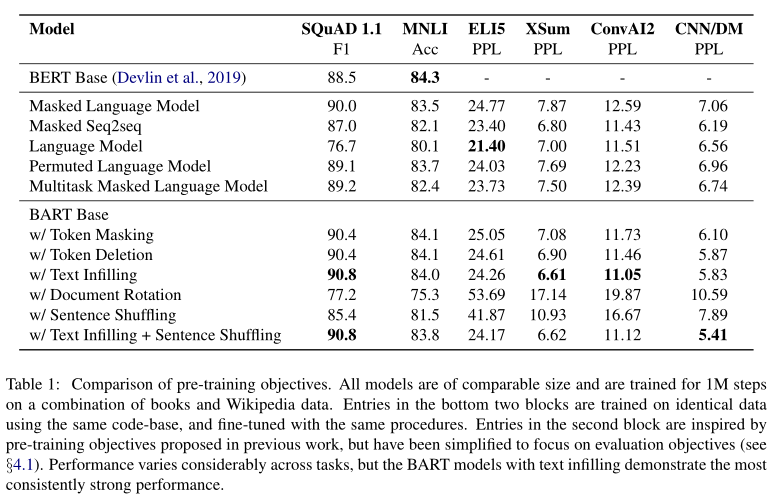 Model SQuAD 1.1 MNLI ELI5 XSum ConvAI2 CNN/DM
F1 Acc PPL PPL PPL PPL
BERT Base (Devlin et al., 2019) 88.5 84.3 - - - -
Masked Language Model 90.0 83.5 24.77 7.87 12.59 7.06
Masked Seq2seq 87.0 82.1 23.40 6.80 11.43 6.19
Language Model 76.7 80.1 21.40 7.00 11.51 6.56
Permuted Language Model 89.1 83.7 24.03 7.69 12.23 6.96
Multitask Masked Language Model 89.2 82.4 23.73 7.50 12.39 6.74
BART Base
w/ Token Masking 90.4 84.1 25.05 7.08 11.73 6.10
w/ Token Deletion 90.4 84.1 24.61 6.90 11.46 5.87
w/ Text Infilling 90.8 84.0 24.26 6.61 11.05 5.83
w/ Document Rotation 77.2 75.3 53.69 17.14 19.87 10.59
w/ Sentence Shuffling 85.4 81.5 41.87 10.93 16.67 7.89
w/ Text Infilling + Sentence Shuffling 90.8 83.8 24.17 6.62 11.12 5.41
Table 1: Comparison of pre-training objectives. All models are of comparable size and are trained for 1M steps
on a combination of books and Wikipedia data. Entries in the bottom two blocks are trained on identical data
using the same code-base, and fine-tuned with the same procedures. Entries in the second block are inspired by
pre-training objectives proposed in previous work, but have been simplified to focus on evaluation objectives (see
§4.1). Performance varies considerably across tasks, but the BART models with text infilling demonstrate the most
consistently strong performance.